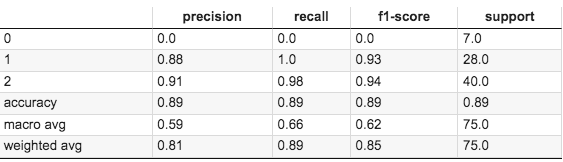 precision recall f1-score support
0 0.0 0.0 0.0 7.0
1 0.88 1.0 0.93 28.0
2 0.91 0.98 0.94 40.0
accuracy 0.89 0.89 0.89 0.89
macro avg 0.59 0.66 0.62 75.0
weighted avg 0.81 0.89 0.85 75.0